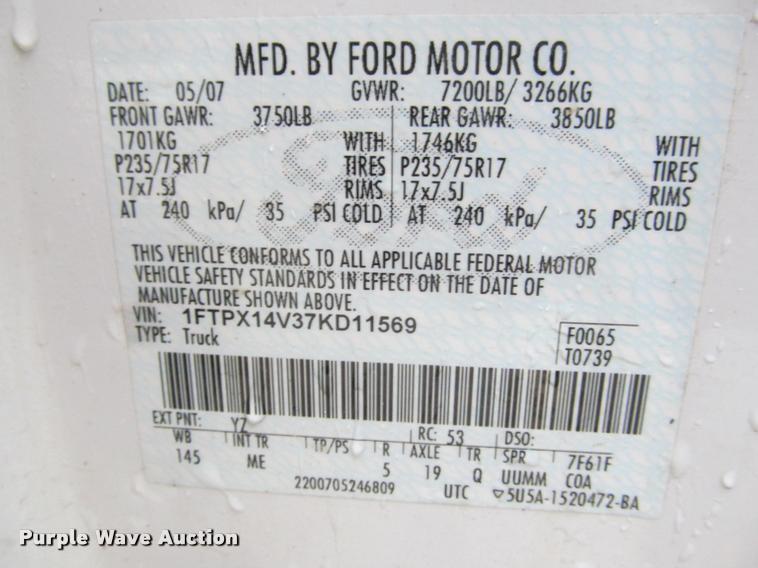 MFD. BY FORD MOTOR CO.
DATE: 05/07 GVWR: 7200LB/ 3266KG
FRONT GAWR: 3750LB REAR GAWR: 3850LB
1701KG WITH 1746KG WITH
P235/75R17 TIRES P235/75R17 TIRES
17x7.5J RIMS 17x7.5J RIMS
AT 240 kPa/ 35 PSI COLD AT 240 kPa/ 35 PSI COLD
Ford
THIS VEHICLE CONFORMS TO ALL APPLICABLE FEDERAL MOTOR
VEHICLE SAFETY STANDARDS IN EFFECT ON THE DATE OF
MANUFACTURE SHOWN ABOVE.
VIN: 1FTPX14V37KD11569
TYPE: Truck
F0065
T0739
EXT PNT: YZ RC: 53 DSO:
WB INT TR TP/PS R AXLE TR SPR 7F61F
145 ME 5 19 Q UUMM COA
2200705246809 UTC ▽5U5A-1520472-BA
Purple Wave Auction